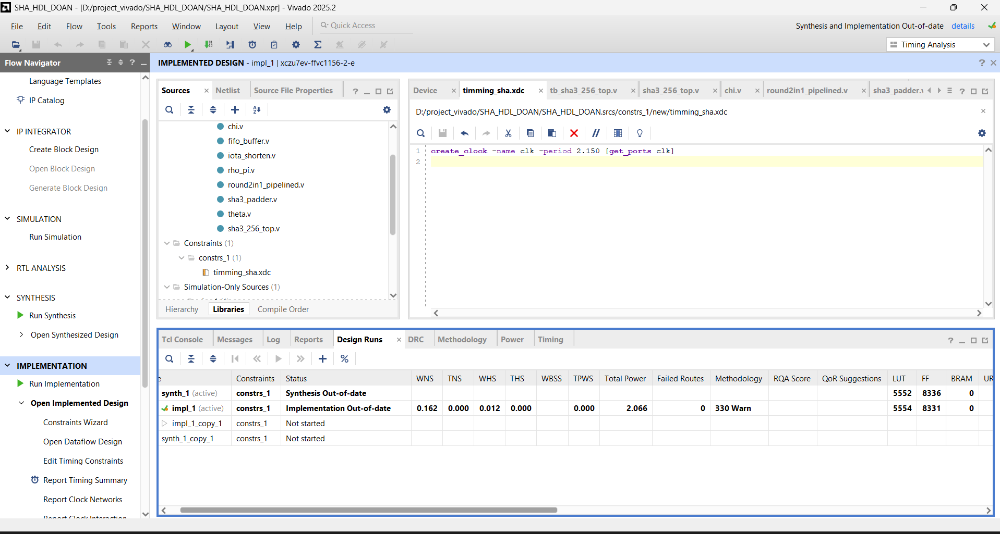 SHA_HDL_DOAN - [D:/project_vivado/SHA_HDL_DOAN/SHA_HDL_DOAN.xpr] - Vivado 2025.2
File Edit Flow Tools Reports Window Layout View Help Quick Access
Synthesis and Implementation Out-of-date details
Timing Analysis
Flow Navigator
Language Templates
IP Catalog
IP INTEGRATOR
Create Block Design
Open Block Design
Generate Block Design
SIMULATION
Run Simulation
RTL ANALYSIS
SYNTHESIS
Run Synthesis
Open Synthesized Design
IMPLEMENTATION
Run Implementation
Open Implemented Design
Constraints Wizard
Open Dataflow Design
Edit Timing Constraints
Report Timing Summary
Report Clock Networks
Report Clock Interaction
IMPLEMENTED DESIGN - impl_1 | xczu7ev-ffvc1156-2-e
Sources Netlist Source File Properties
chi.v
fifo_buffer.v
iota_shorten.v
rho_pi.v
round2in1_pipelined.v
sha3_padder.v
theta.v
sha3_256_top.v
Constraints (1)
constrs_1 (1)
timming_sha.xdc
Simulation-Only Sources (1)
Hierarchy Libraries Compile Order
Device timming_sha.xdc tb_sha3_256_top.v sha3_256_top.v chi.v round2in1_pipelined.v sha3_padder.v
D:/project_vivado/SHA_HDL_DOAN/SHA_HDL_DOAN.srcs/constrs_1/new/timming_sha.xdc
1 create_clock -name clk -period 2.150 [get_ports clk]
2
Tcl Console Messages Log Reports Design Runs DRC Methodology Power Timing
e Constraints Status WNS TNS WHS THS WBSS TPWS Total Power Failed Routes Methodology RQA Score QoR Suggestions LUT FF BRAM UR
synth_1 (active) constrs_1 Synthesis Out-of-date 5552 8336 0
impl_1 (active) constrs_1 Implementation Out-of-date 0.162 0.000 0.012 0.000 0.000 2.066 0 330 Warn 5554 8331 0
impl_1_copy_1 constrs_1 Not started
synth_1_copy_1 constrs_1 Not started